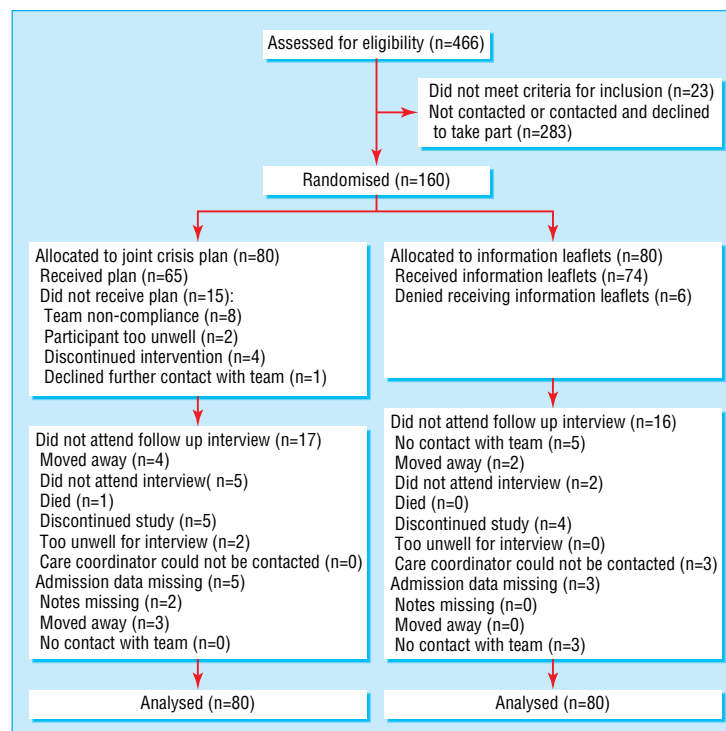 Assessed for eligibility (n=466)
Did not meet criteria for inclusion (n=23)
Not contacted or contacted and declined
to take part (n=283)
Randomised (n=160)
Allocated to joint crisis plan (n=80)
Received plan (n=65)
Did not receive plan (n=15):
Team non-compliance (n=8)
Participant too unwell (n=2)
Discontinued intervention (n=4)
Declined further contact with team (n=1)
Allocated to information leaflets (n=80)
Received information leaflets (n=74)
Denied receiving information leaflets (n=6)
Did not attend follow up interview (n=17)
Moved away (n=4)
Did not attend interview( n=5)
Died (n=1)
Discontinued study (n=5)
Too unwell for interview (n=2)
Care coordinator could not be contacted (n=0)
Admission data missing (n=5)
Notes missing (n=2)
Moved away (n=3)
No contact with team (n=0)
Did not attend follow up interview (n=16)
No contact with team (n=5)
Moved away (n=2)
Did not attend interview (n=2)
Died (n=0)
Discontinued study (n=4)
Too unwell for interview (n=0)
Care coordinator could not be contacted (n=3)
Admission data missing (n=3)
Notes missing (n=0)
Moved away (n=0)
No contact with team (n=3)
Analysed (n=80)
Analysed (n=80)